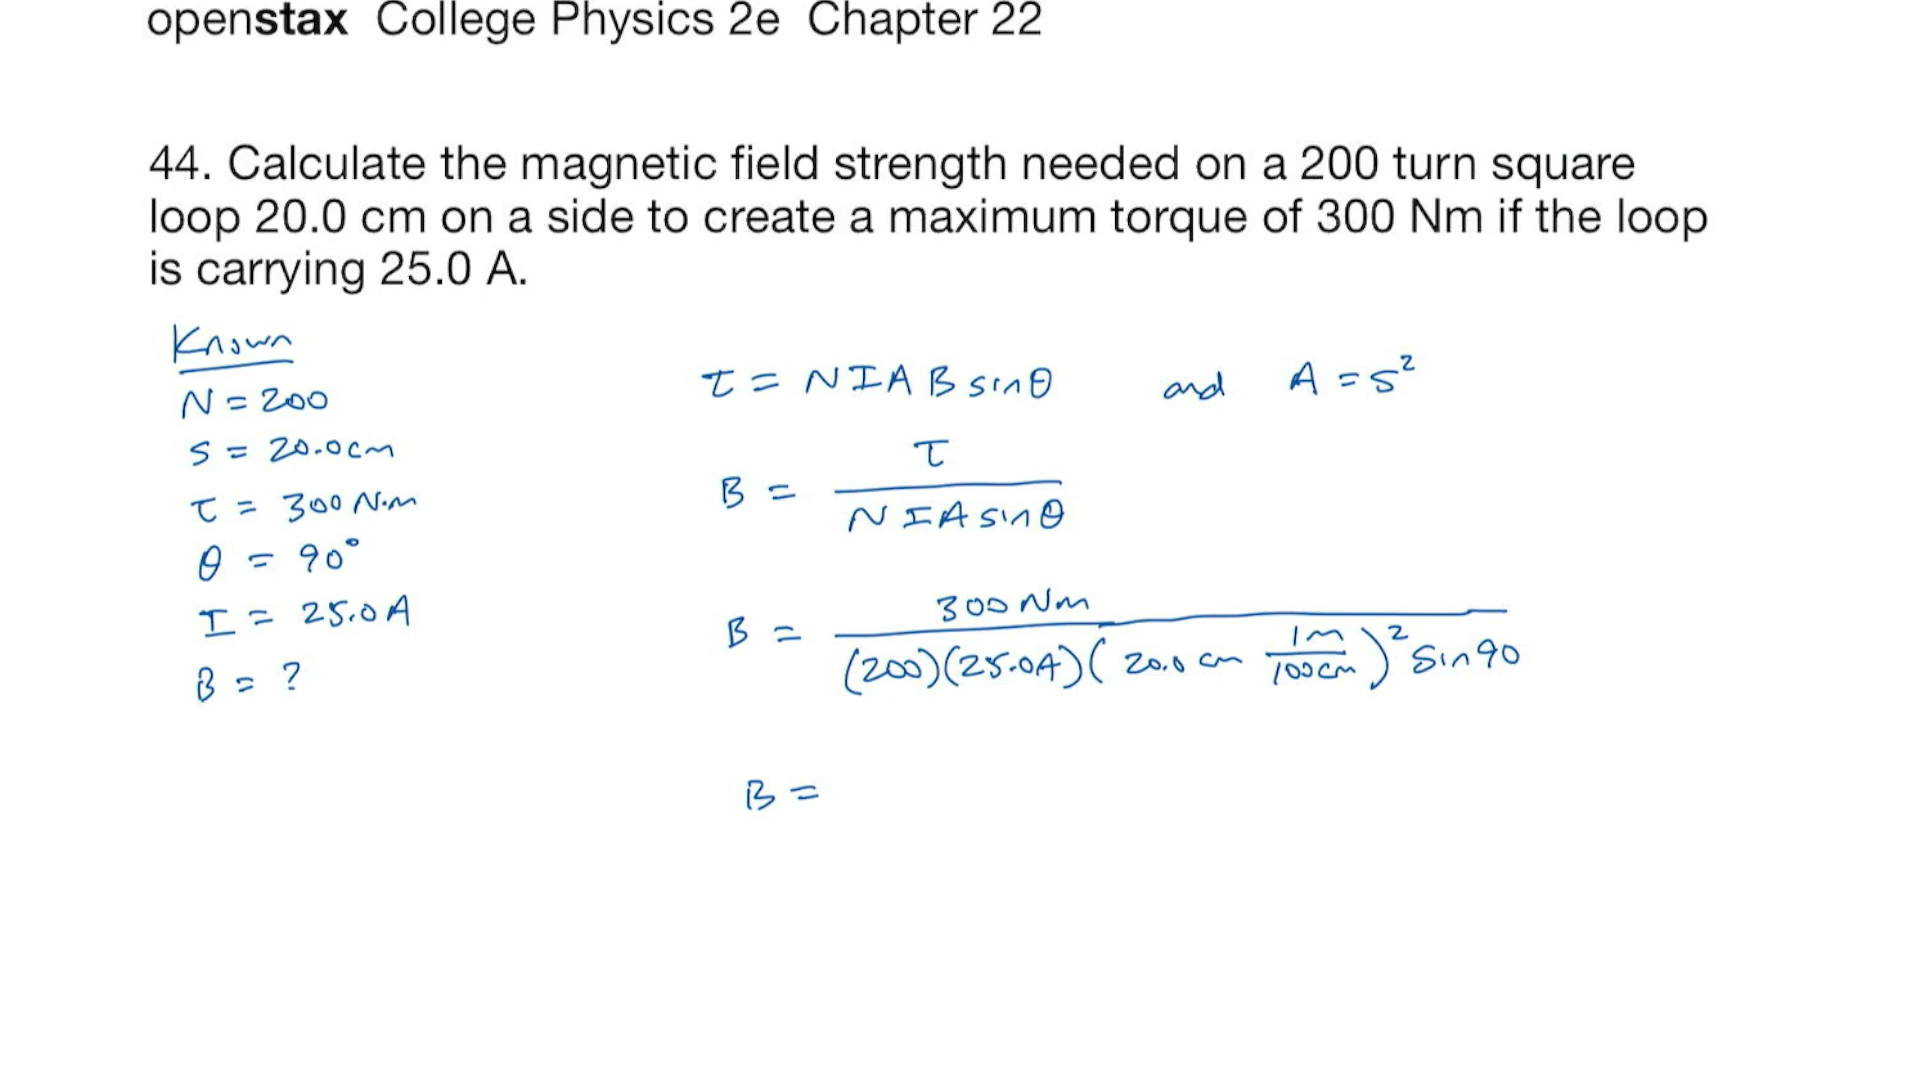 openstax College Physics 2e Chapter 22
44. Calculate the magnetic field strength needed on a 200 turn square
loop 20.0 cm on a side to create a maximum torque of 300 Nm if the loop
is carrying 25.0 A.
Known
N = 200
s = 20.0cm
τ = 300 N·m
θ = 90°
I = 25.0 A
B = ?
τ = NIAB sinθ and A = s²
B = τ / NIA sinθ
B = 300 Nm / (200)(25.0A)(20.0 cm 1m/100cm)² sin90
B =